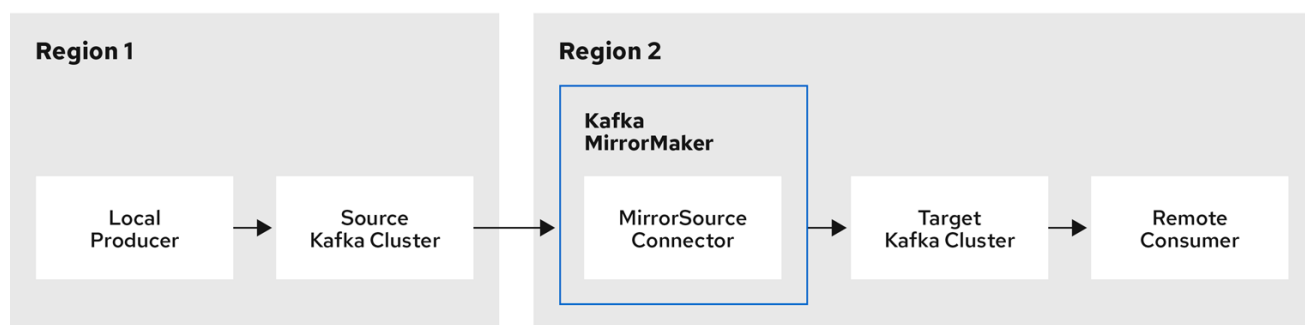 Region 1
Region 2
Kafka
MirrorMaker
Local
Producer
Source
Kafka Cluster
MirrorSource
Connector
Target
Kafka Cluster
Remote
Consumer